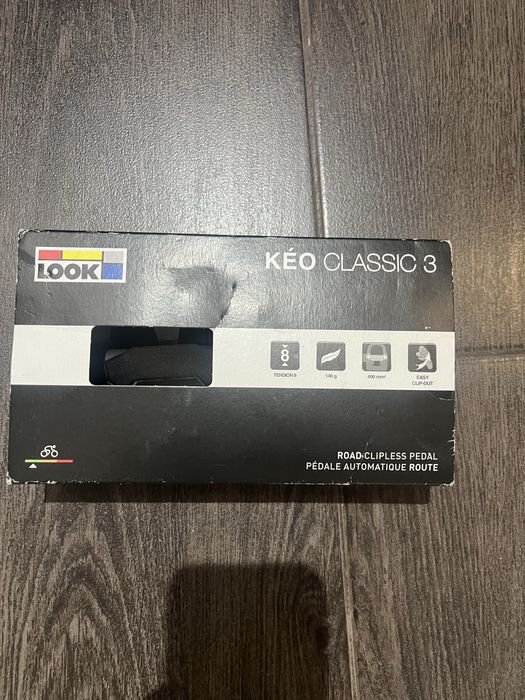 LOOK
KÉO CLASSIC 3
8
TENSION 8
140 g
400 mm²
EASY
CLIP-OUT
ROAD CLIPLESS PEDAL
PÉDALE AUTOMATIQUE ROUTE